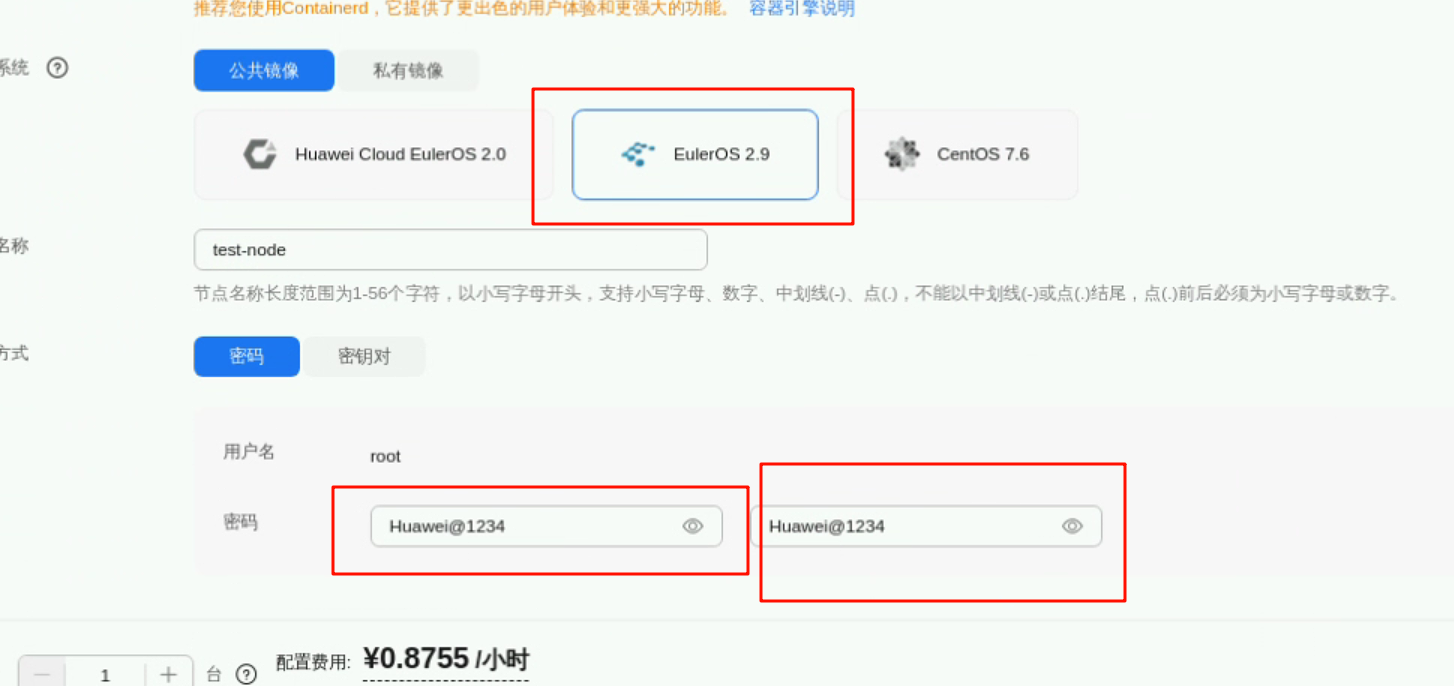 推荐您使用Containerd，它提供了更出色的用户体验和更强大的功能。 容器引擎说明
系统 ? 公共镜像 私有镜像
Huawei Cloud EulerOS 2.0 EulerOS 2.9 CentOS 7.6
名称 test-node
节点名称长度范围为1-56个字符，以小写字母开头，支持小写字母、数字、中划线(-)、点(.)，不能以中划线(-)或点(.)结尾，点(.)前后必须为小写字母或数字。
方式 密码 密钥对
用户名 root
密码 Huawei@1234 Huawei@1234
— 1 + 台 ? 配置费用: ¥0.8755 /小时